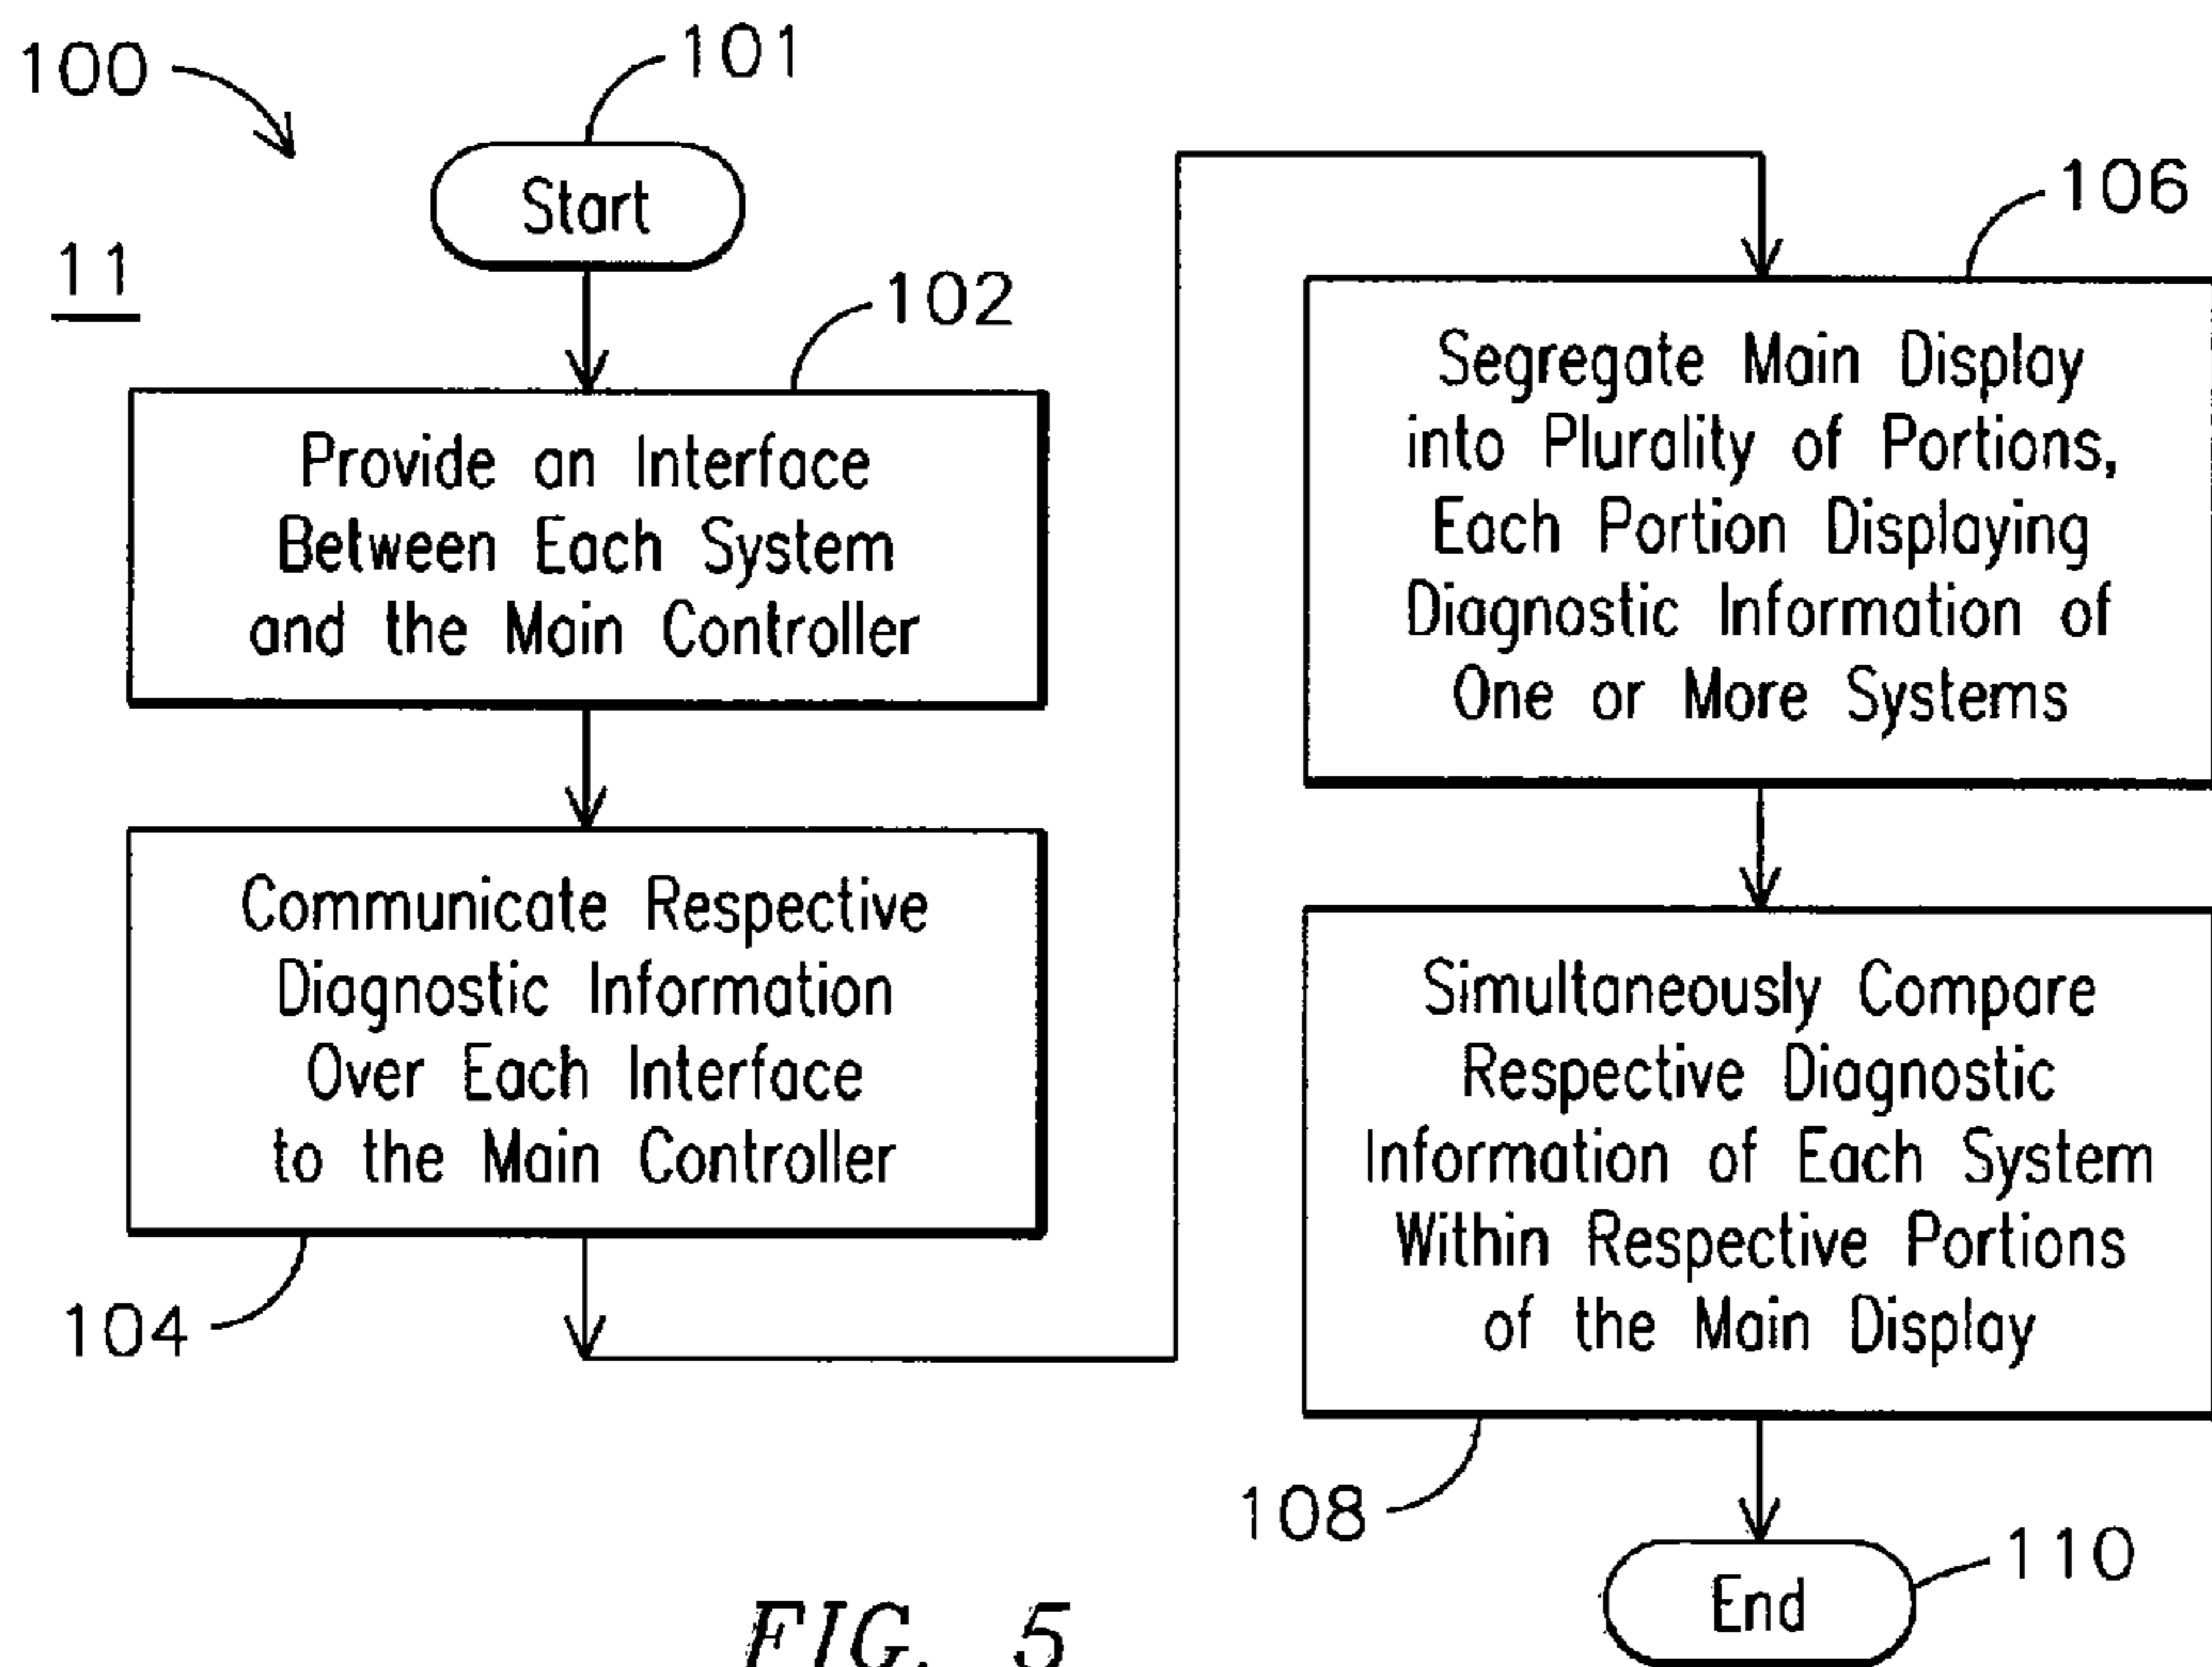 100
101
Start
11
102
Provide an Interface
Between Each System
and the Main Controller
Communicate Respective
Diagnostic Information
Over Each Interface
to the Main Controller
104
106
Segregate Main Display
into Plurality of Portions,
Each Portion Displaying
Diagnostic Information of
One or More Systems
Simultaneously Compare
Respective Diagnostic
Information of Each System
Within Respective Portions
of the Main Display
108
110
End
FIG. 5